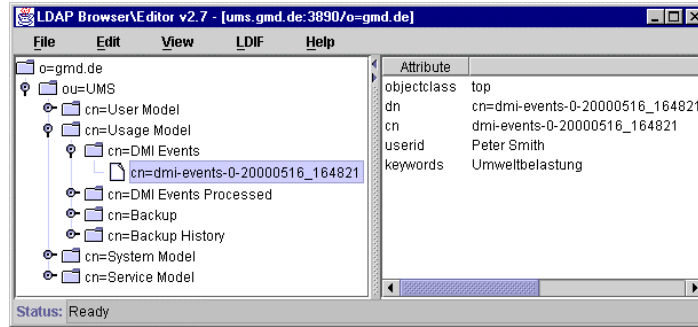 LDAP Browser\Editor v2.7 - [ums.gmd.de:3890/o=gmd.de]
File Edit View LDIF Help
o=gmd.de
ou=UMS
cn=User Model
cn=Usage Model
cn=DMI Events
cn=dmi-events-0-20000516_164821
cn=DMI Events Processed
cn=Backup
cn=Backup History
cn=System Model
cn=Service Model
Attribute
objectclass top
dn cn=dmi-events-0-20000516_164821
cn dmi-events-0-20000516_164821
userid Peter Smith
keywords Umweltbelastung
Status: Ready